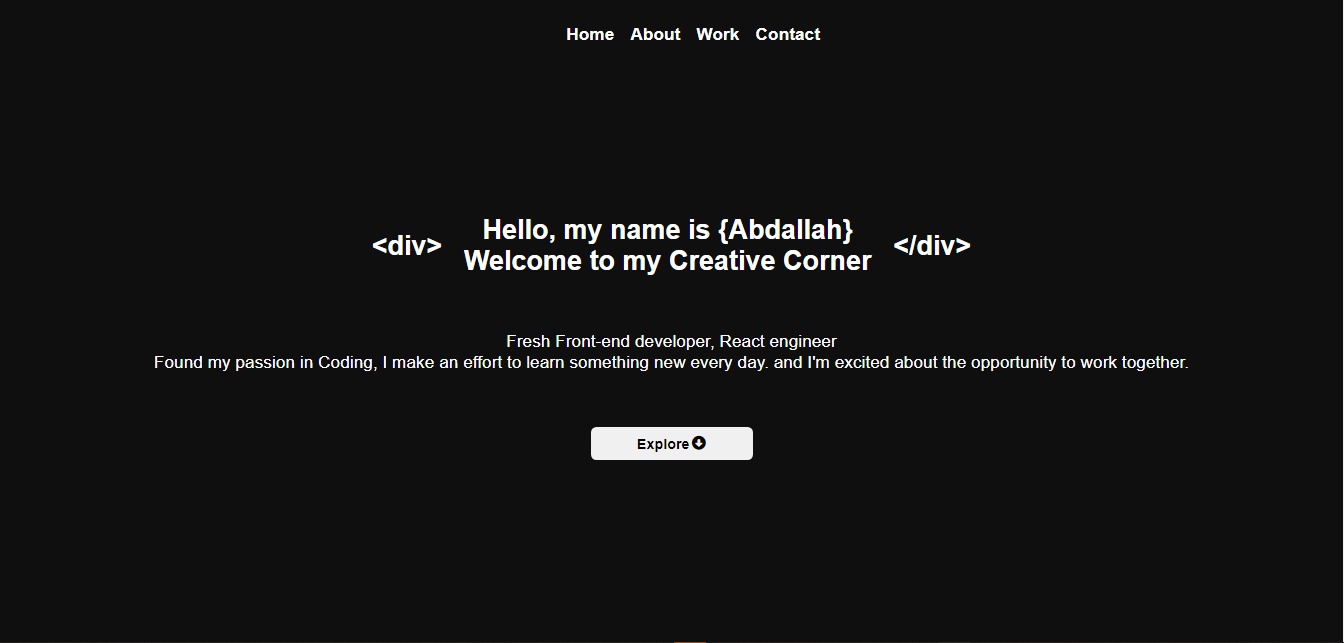 Home About Work Contact
<div> Hello, my name is {Abdallah} </div>
Welcome to my Creative Corner
Fresh Front-end developer, React engineer
Found my passion in Coding, I make an effort to learn something new every day. and I'm excited about the opportunity to work together.
Explore